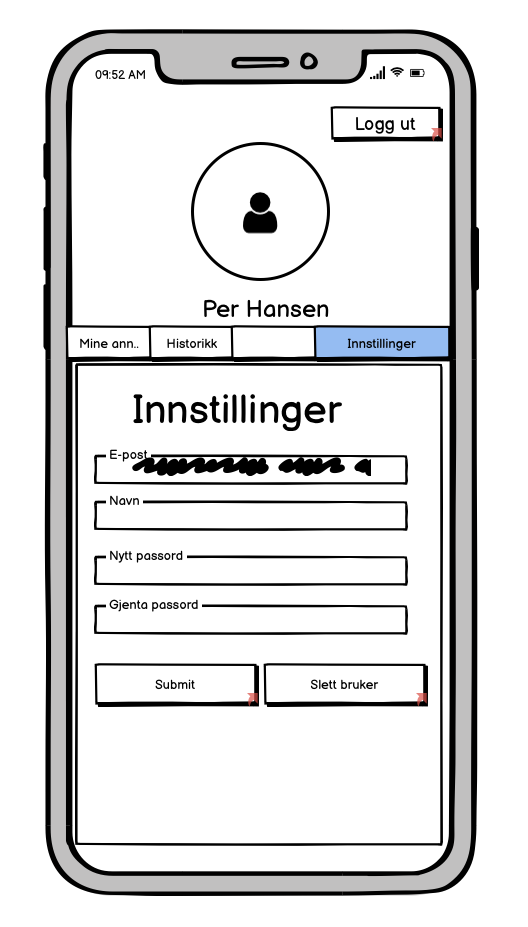 09:52 AM
Logg ut
Per Hansen
Mine ann..
Historikk
Innstillinger
Innstillinger
E-post
Navn
Nytt passord
Gjenta passord
Submit
Slett bruker